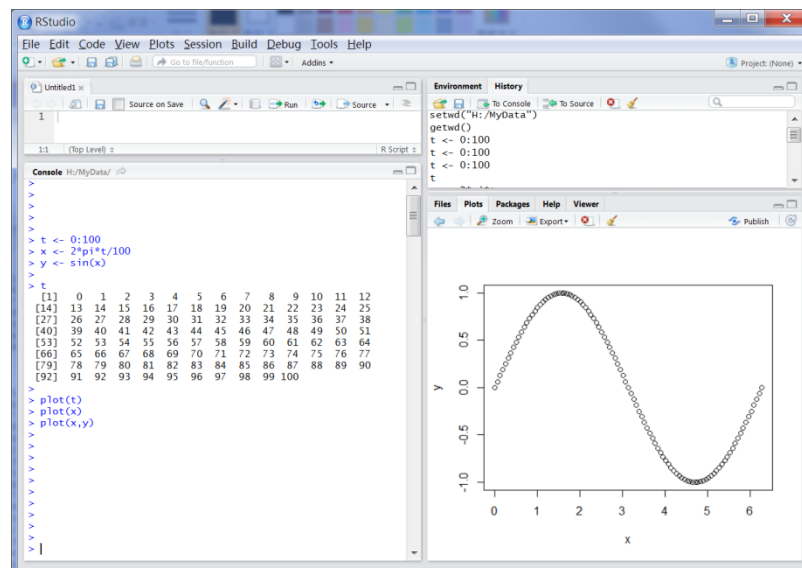 RStudio
File Edit Code View Plots Session Build Debug Tools Help
Go to file/function Addins Project: (None)
Untitled1
Source on Save Run Source
1
1:1 (Top Level) R Script
Console H:/MyData/
>
>
>
>
>
> t <- 0:100
> x <- 2*pi*t/100
> y <- sin(x)
>
> t
[1] 0 1 2 3 4 5 6 7 8 9 10 11 12
[14] 13 14 15 16 17 18 19 20 21 22 23 24 25
[27] 26 27 28 29 30 31 32 33 34 35 36 37 38
[40] 39 40 41 42 43 44 45 46 47 48 49 50 51
[53] 52 53 54 55 56 57 58 59 60 61 62 63 64
[66] 65 66 67 68 69 70 71 72 73 74 75 76 77
[79] 78 79 80 81 82 83 84 85 86 87 88 89 90
[92] 91 92 93 94 95 96 97 98 99 100
>
> plot(t)
> plot(x)
> plot(x,y)
>
>
>
>
>
>
>
>
>
>
Environment History
To Console To Source
setwd("H:/MyData")
getwd()
t <- 0:100
t <- 0:100
t <- 0:100
t
Files Plots Packages Help Viewer
Zoom Export Publish
1.0
0.5
0.0
-0.5
-1.0
y
0 1 2 3 4 5 6
x